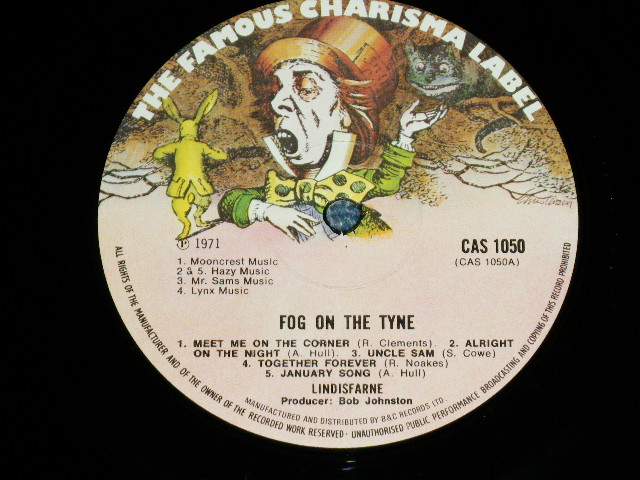 THE FAMOUS CHARISMA LABEL
℗ 1971
CAS 1050
(CAS 1050A)
1. Mooncrest Music
2 & 5. Hazy Music
3. Mr. Sams Music
4. Lynx Music
FOG ON THE TYNE
1. MEET ME ON THE CORNER (R. Clements). 2. ALRIGHT
ON THE NIGHT (A. Hull). 3. UNCLE SAM (S. Cowe)
4. TOGETHER FOREVER (R. Noakes)
5. JANUARY SONG (A. Hull)
LINDISFARNE
Producer: Bob Johnston
MANUFACTURED AND DISTRIBUTED BY B&C RECORDS LTD.
ALL RIGHTS OF THE MANUFACTURER AND OF THE OWNER OF THE RECORDED WORK RESERVED · UNAUTHORISED PUBLIC PERFORMANCE BROADCASTING AND COPYING OF THIS RECORD PROHIBITED